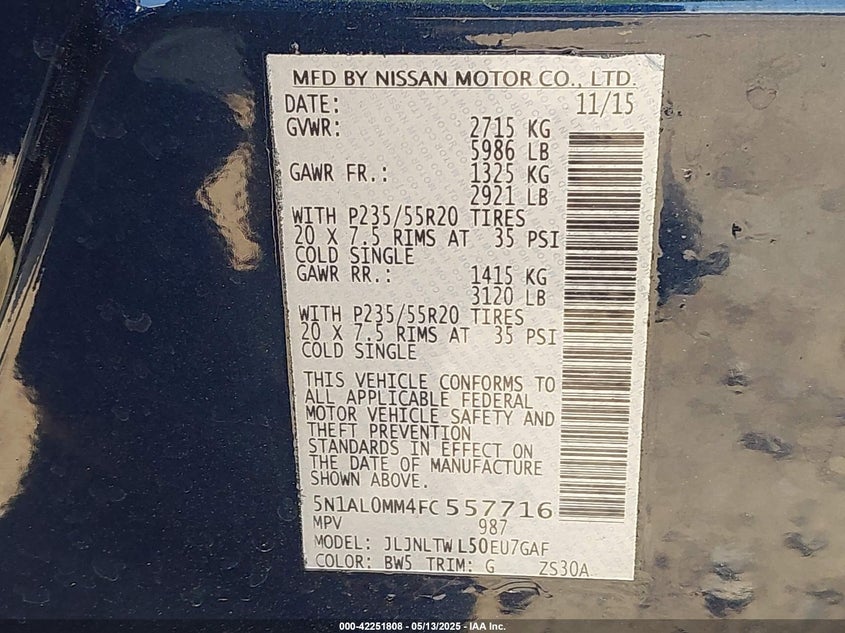 MFD BY NISSAN MOTOR CO., LTD.
DATE: 11/15
GVWR: 2715 KG
5986 LB
GAWR FR.: 1325 KG
2921 LB
WITH P235/55R20 TIRES
20 X 7.5 RIMS AT 35 PSI
COLD SINGLE
GAWR RR.: 1415 KG
3120 LB
WITH P235/55R20 TIRES
20 X 7.5 RIMS AT 35 PSI
COLD SINGLE
THIS VEHICLE CONFORMS TO
ALL APPLICABLE FEDERAL
MOTOR VEHICLE SAFETY AND
THEFT PREVENTION
STANDARDS IN EFFECT ON
THE DATE OF MANUFACTURE
SHOWN ABOVE.
5N1AL0MM4FC557716
MPV 987
MODEL: JLJNLTWL50EU7GAF
COLOR: BW5 TRIM: G ZS30A
000-42251808 - 05/13/2025 - IAA Inc.